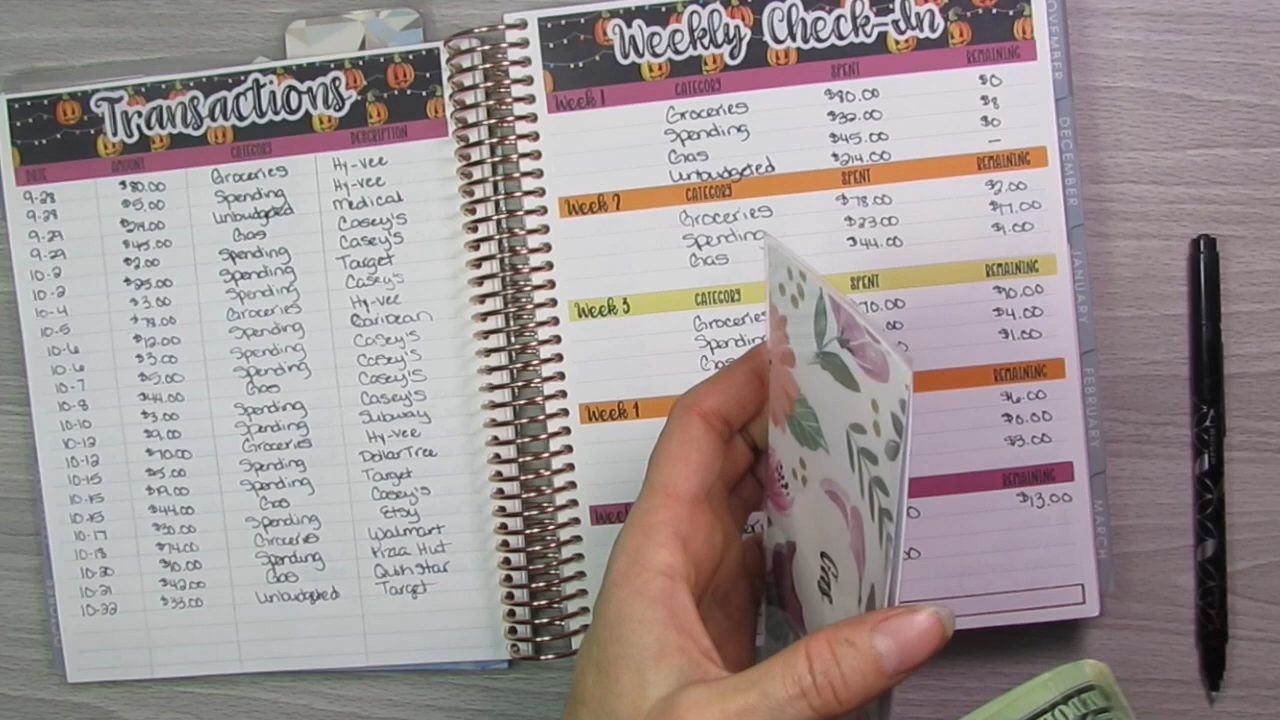 Transactions
DATE AMOUNT CATEGORY DESCRIPTION
9-28 $80.00 Groceries Hy-Vee
9-28 $5.00 Spending Hy-Vee
9-29 Unbudgeted medical
9-29 $45.00 Gas Casey's
10-2 $2.00 Spending Casey's
10-2 $25.00 Spending Target
10-4 $3.00 Spending Casey's
10-5 $78.00 Groceries Hy-Vee
10-6 $12.00 Spending Caribean
10-6 $3.00 Spending Casey's
10-7 $5.00 Spending Casey's
10-8 $44.00 Gas Casey's
10-10 $3.00 Spending Casey's
10-12 $9.00 Spending Subway
10-12 $70.00 Groceries Hy-Vee
10-15 $5.00 Spending Dollar Tree
10-15 $19.00 Spending Target
10-15 $44.00 Gas Casey's
10-17 $30.00 Spending Etsy
10-18 $74.00 Groceries Walmart
10-20 $10.00 Spending Pizza Hut
10-21 $42.00 Gas
10-22 $33.00 Unbudgeted Target
Weekly Check-In
Week 1 CATEGORY SPENT REMAINING
Groceries $80.00 $0
Spending $32.00 $8
Gas $45.00 $0
Unbudgeted $214.00 —
Week 2 CATEGORY SPENT REMAINING
Groceries $78.00 $2.00
Spending $23.00 $17.00
Gas $44.00 $1.00
Week 3 CATEGORY SPENT REMAINING
Groceries 70.00 $10.00
Spending $4.00
Gas $1.00
Week 4 REMAINING
$6.00
$0.00
$3.00
Week REMAINING
$13.00
Gas
NOVEMBER
DECEMBER
JANUARY
FEBRUARY
MARCH